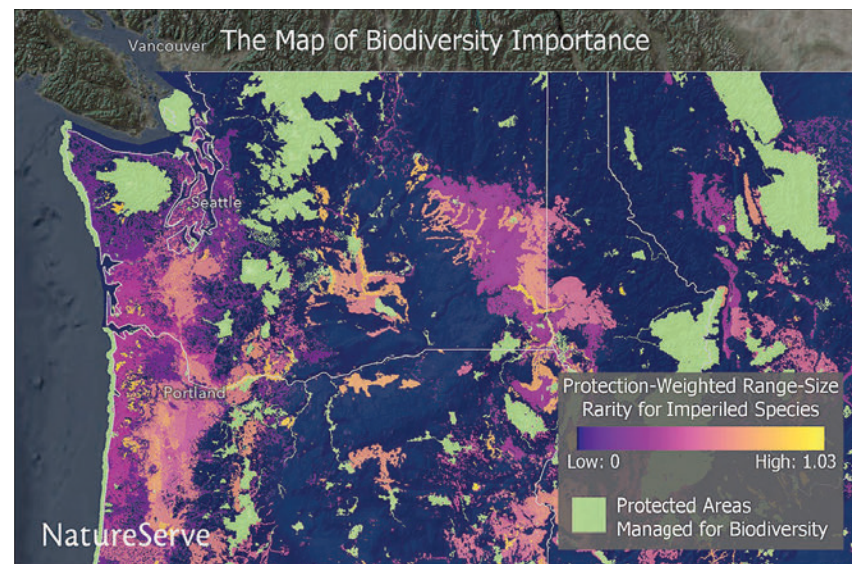 The Map of Biodiversity Importance
Vancouver
Seattle
Portland
Protection-Weighted Range-Size
Rarity for Imperiled Species
Low: 0
High: 1.03
Protected Areas
Managed for Biodiversity
NatureServe